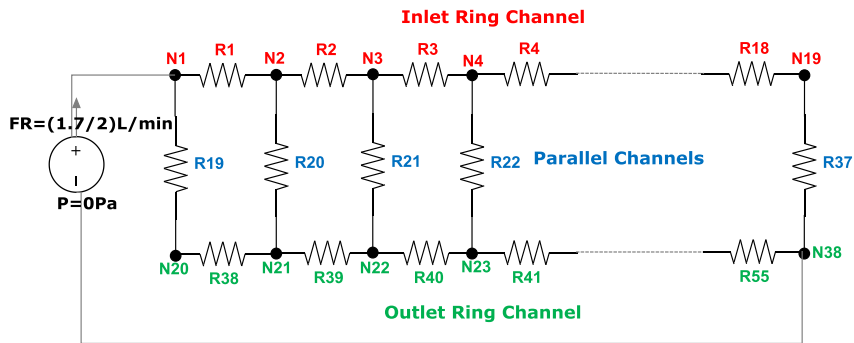 Inlet Ring Channel
N1 R1 N2 R2 N3 R3 N4 R4 R18 N19
FR=(1.7/2)L/min
+
R19 R20 R21 R22 Parallel Channels R37
P=0Pa
N20 R38 N21 R39 N22 R40 N23 R41 R55 N38
Outlet Ring Channel